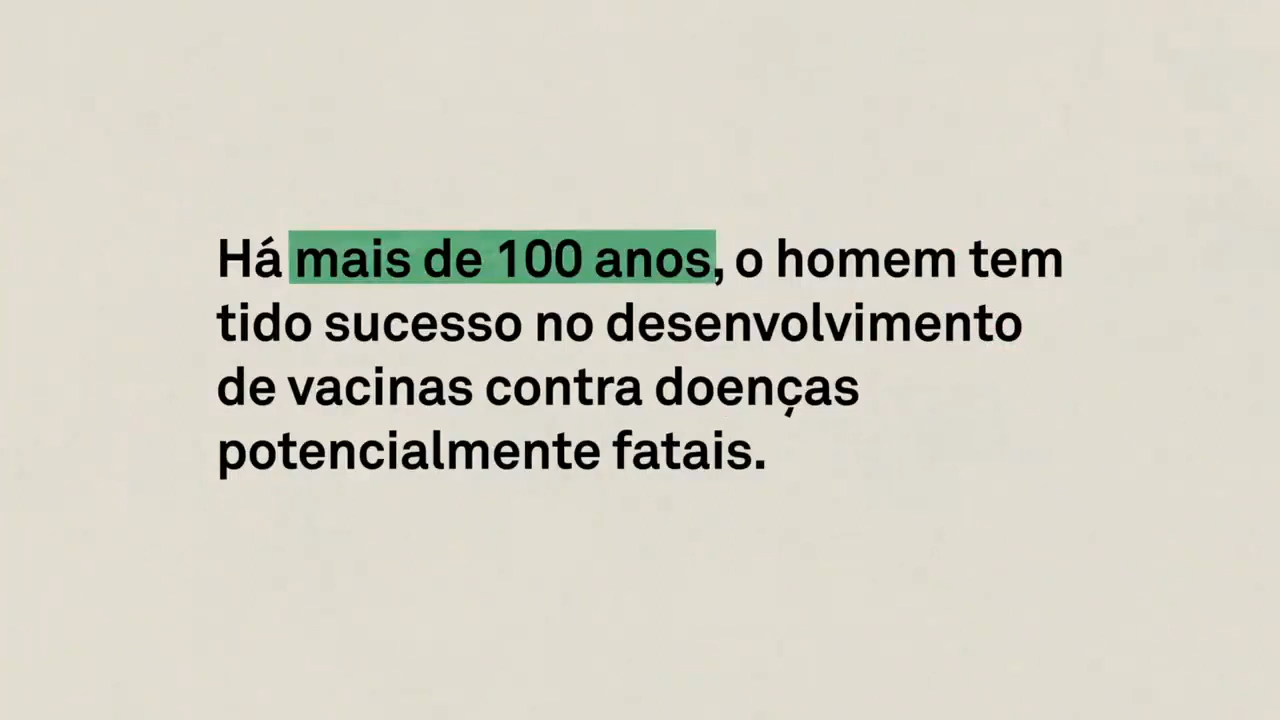 Há mais de 100 anos, o homem tem
tido sucesso no desenvolvimento
de vacinas contra doenças
potencialmente fatais.